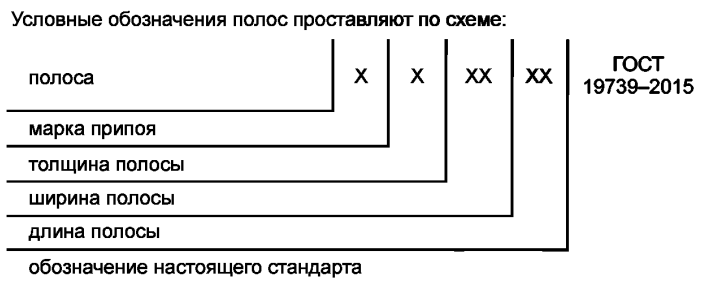 Условные обозначения полос проставляют по схеме:
полоса X X XX XX ГОСТ
19739–2015
марка припоя
толщина полосы
ширина полосы
длина полосы
обозначение настоящего стандарта